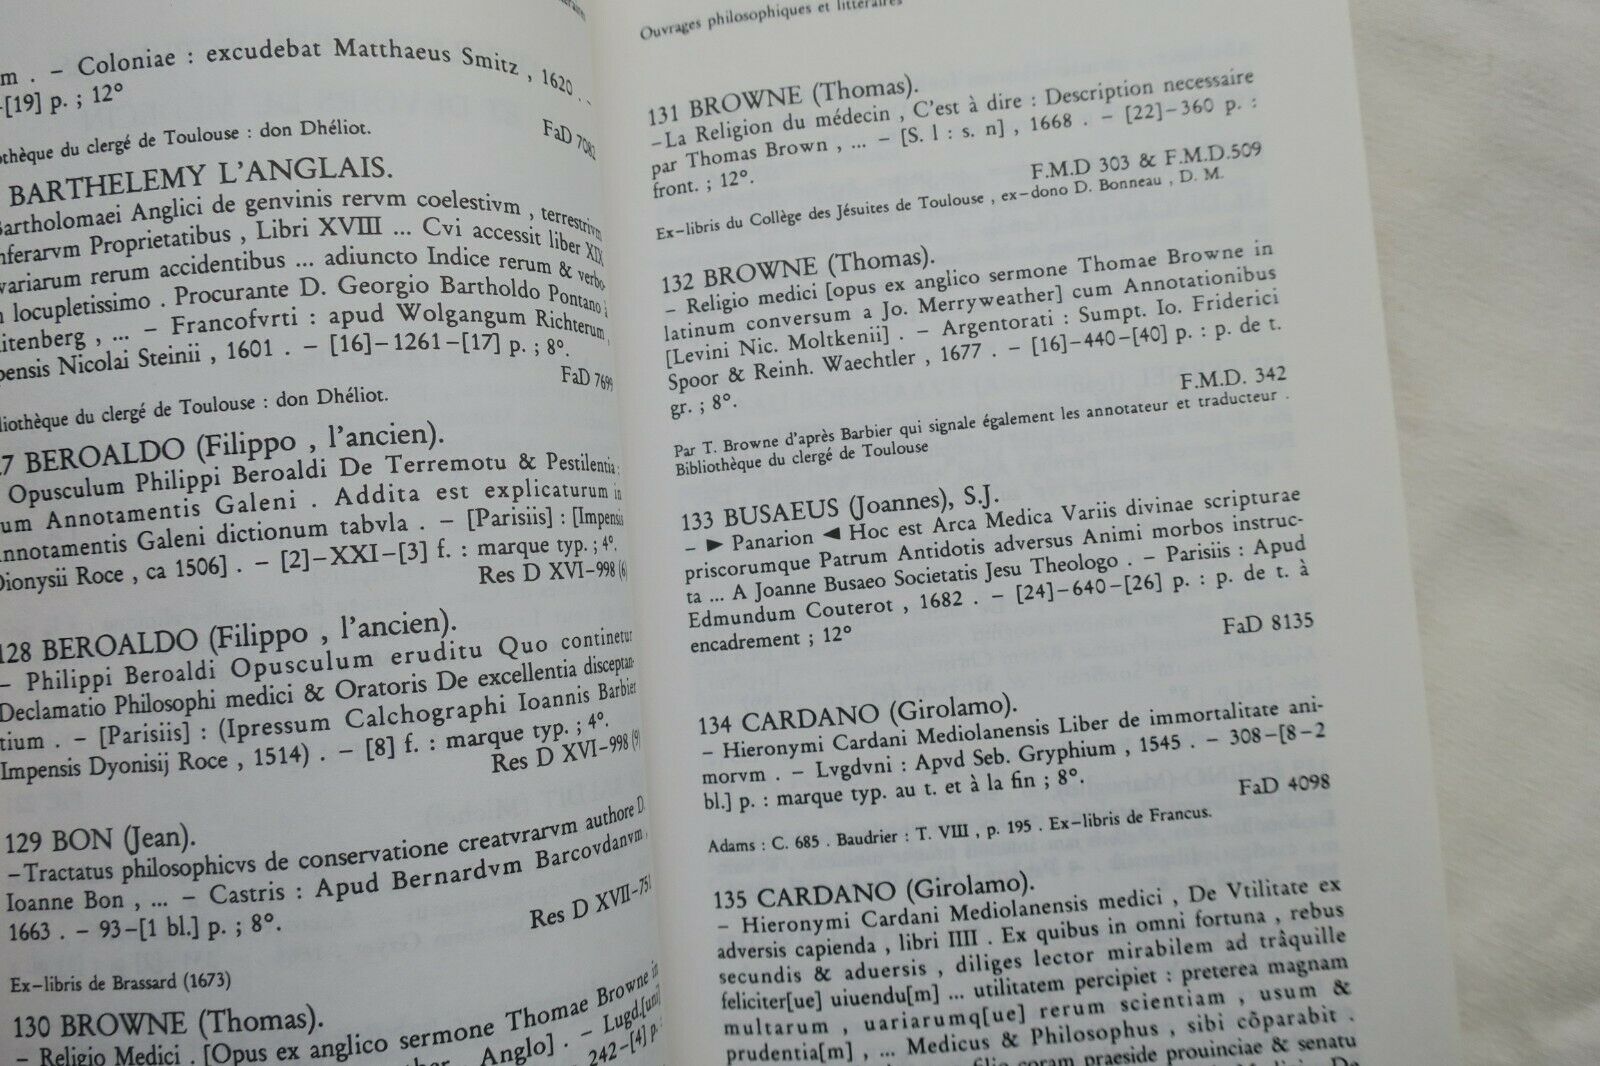 m . – Coloniae : excudebat Matthaeus Smitz , 1620 . –
–[19] p. ; 12°
du clergé de Toulouse : don Dhéliot.
FaD 7082
BARTHELEMY L'ANGLAIS.
Bartholomaei Anglici de genvinis rervm coelestivm , terrestrivm
Proprietatibus , Libri XVIII ... Cvi accessit liber XIX
variarum rerum accidentibus ... adiuncto Indice rerum & verbo-
locupletissimo . Procurante D. Georgio Bartholdo Pontano à
, ... – Francofvrti : apud Wolgangum Richterum ,
Nicolai Steinii , 1601 . – [16]–1261–[17] p. ; 8°.
FaD 7699
du clergé de Toulouse : don Dhéliot.
BEROALDO (Filippo , l'ancien).
Opusculum Philippi Beroaldi De Terremotu & Pestilentia :
Annotamentis Galeni . Addita est explicaturum in
Annotamentis Galeni dictionum tabvla . – [Parisiis] : [Impensis
Dionysii Roce , ca 1506] . – [2]–XXI–[3] f. : marque typ. ; 4°.
Res D XVI–998 (6)
128 BEROALDO (Filippo , l'ancien).
– Philippi Beroaldi Opusculum eruditu Quo continetur
Declamatio Philosophi medici & Oratoris De excellentia disceptan-
tium . – [Parisiis] : (Ipressum Calchographi Ioannis Barbier
Impensis Dyonisij Roce , 1514) . – [8] f. : marque typ. ; 4°.
Res D XVI–998 (9)
129 BON (Jean).
–Tractatus philosophicvs de conservatione creatvrarvm authore D.
Ioanne Bon , ... – Castris : Apud Bernardvm Barcovdanvm ,
1663 . – 93–[1 bl.] p. ; 8°.
Res D XVII–751
Ex–libris de Brassard (1673)
130 BROWNE (Thomas).
– Religio Medici . [Opus ex anglico sermone Thomae Browne in
Anglo] . – Lugd.[un]
242–[4] p. :
Ouvrages philosophiques et littéraires
131 BROWNE (Thomas).
–La Religion du médecin , C'est à dire : Description necessaire
par Thomas Brown , ... – [S. l : s. n] , 1668 . – [22]–360 p. :
front. ; 12°.
F.M.D 303 & F.M.D.509
Ex–libris du Collège des Jésuites de Toulouse , ex–dono D. Bonneau , D. M.
132 BROWNE (Thomas).
– Religio medici [opus ex anglico sermone Thomae Browne in
latinum conversum a Jo. Merryweather] cum Annotationibus
[Levini Nic. Moltkenii] . – Argentorati : Sumpt. Io. Friderici
Spoor & Reinh. Waechtler , 1677 . – [16]–440–[40] p. : p. de t.
gr. ; 8°.
F.M.D. 342
Par T. Browne d'après Barbier qui signale également les annotateur et traducteur .
Bibliothèque du clergé de Toulouse
133 BUSAEUS (Joannes), S.J.
– ► Panarion ◄ Hoc est Arca Medica Variis divinae scripturae
priscorumque Patrum Antidotis adversus Animi morbos instruc-
ta ... A Joanne Busaeo Societatis Jesu Theologo . – Parisiis : Apud
Edmundum Couterot , 1682 . – [24]–640–[26] p. : p. de t. à
encadrement ; 12°
FaD 8135
134 CARDANO (Girolamo).
– Hieronymi Cardani Mediolanensis Liber de immortalitate ani-
morvm . – Lvgdvni : Apvd Seb. Gryphium , 1545 . – 308–[8–2
bl.] p. : marque typ. au t. et à la fin ; 8°.
FaD 4098
Adams : C. 685 . Baudrier : T. VIII , p. 195 . Ex–libris de Francus.
135 CARDANO (Girolamo).
– Hieronymi Cardani Mediolanensis medici , De Vtilitate ex
adversis capienda , libri IIII . Ex quibus in omni fortuna , rebus
secundis & aduersis , diliges lector mirabilem ad trâquille
feliciter[ue] uiuendu[m] ... utilitatem percipiet : preterea magnam
multarum , uariarumq[ue] rerum scientiam , usum &
prudentia[m] , ... Medicus & Philosophus , sibi côparabit .
filio coram praeside prouinciae & senatu
De